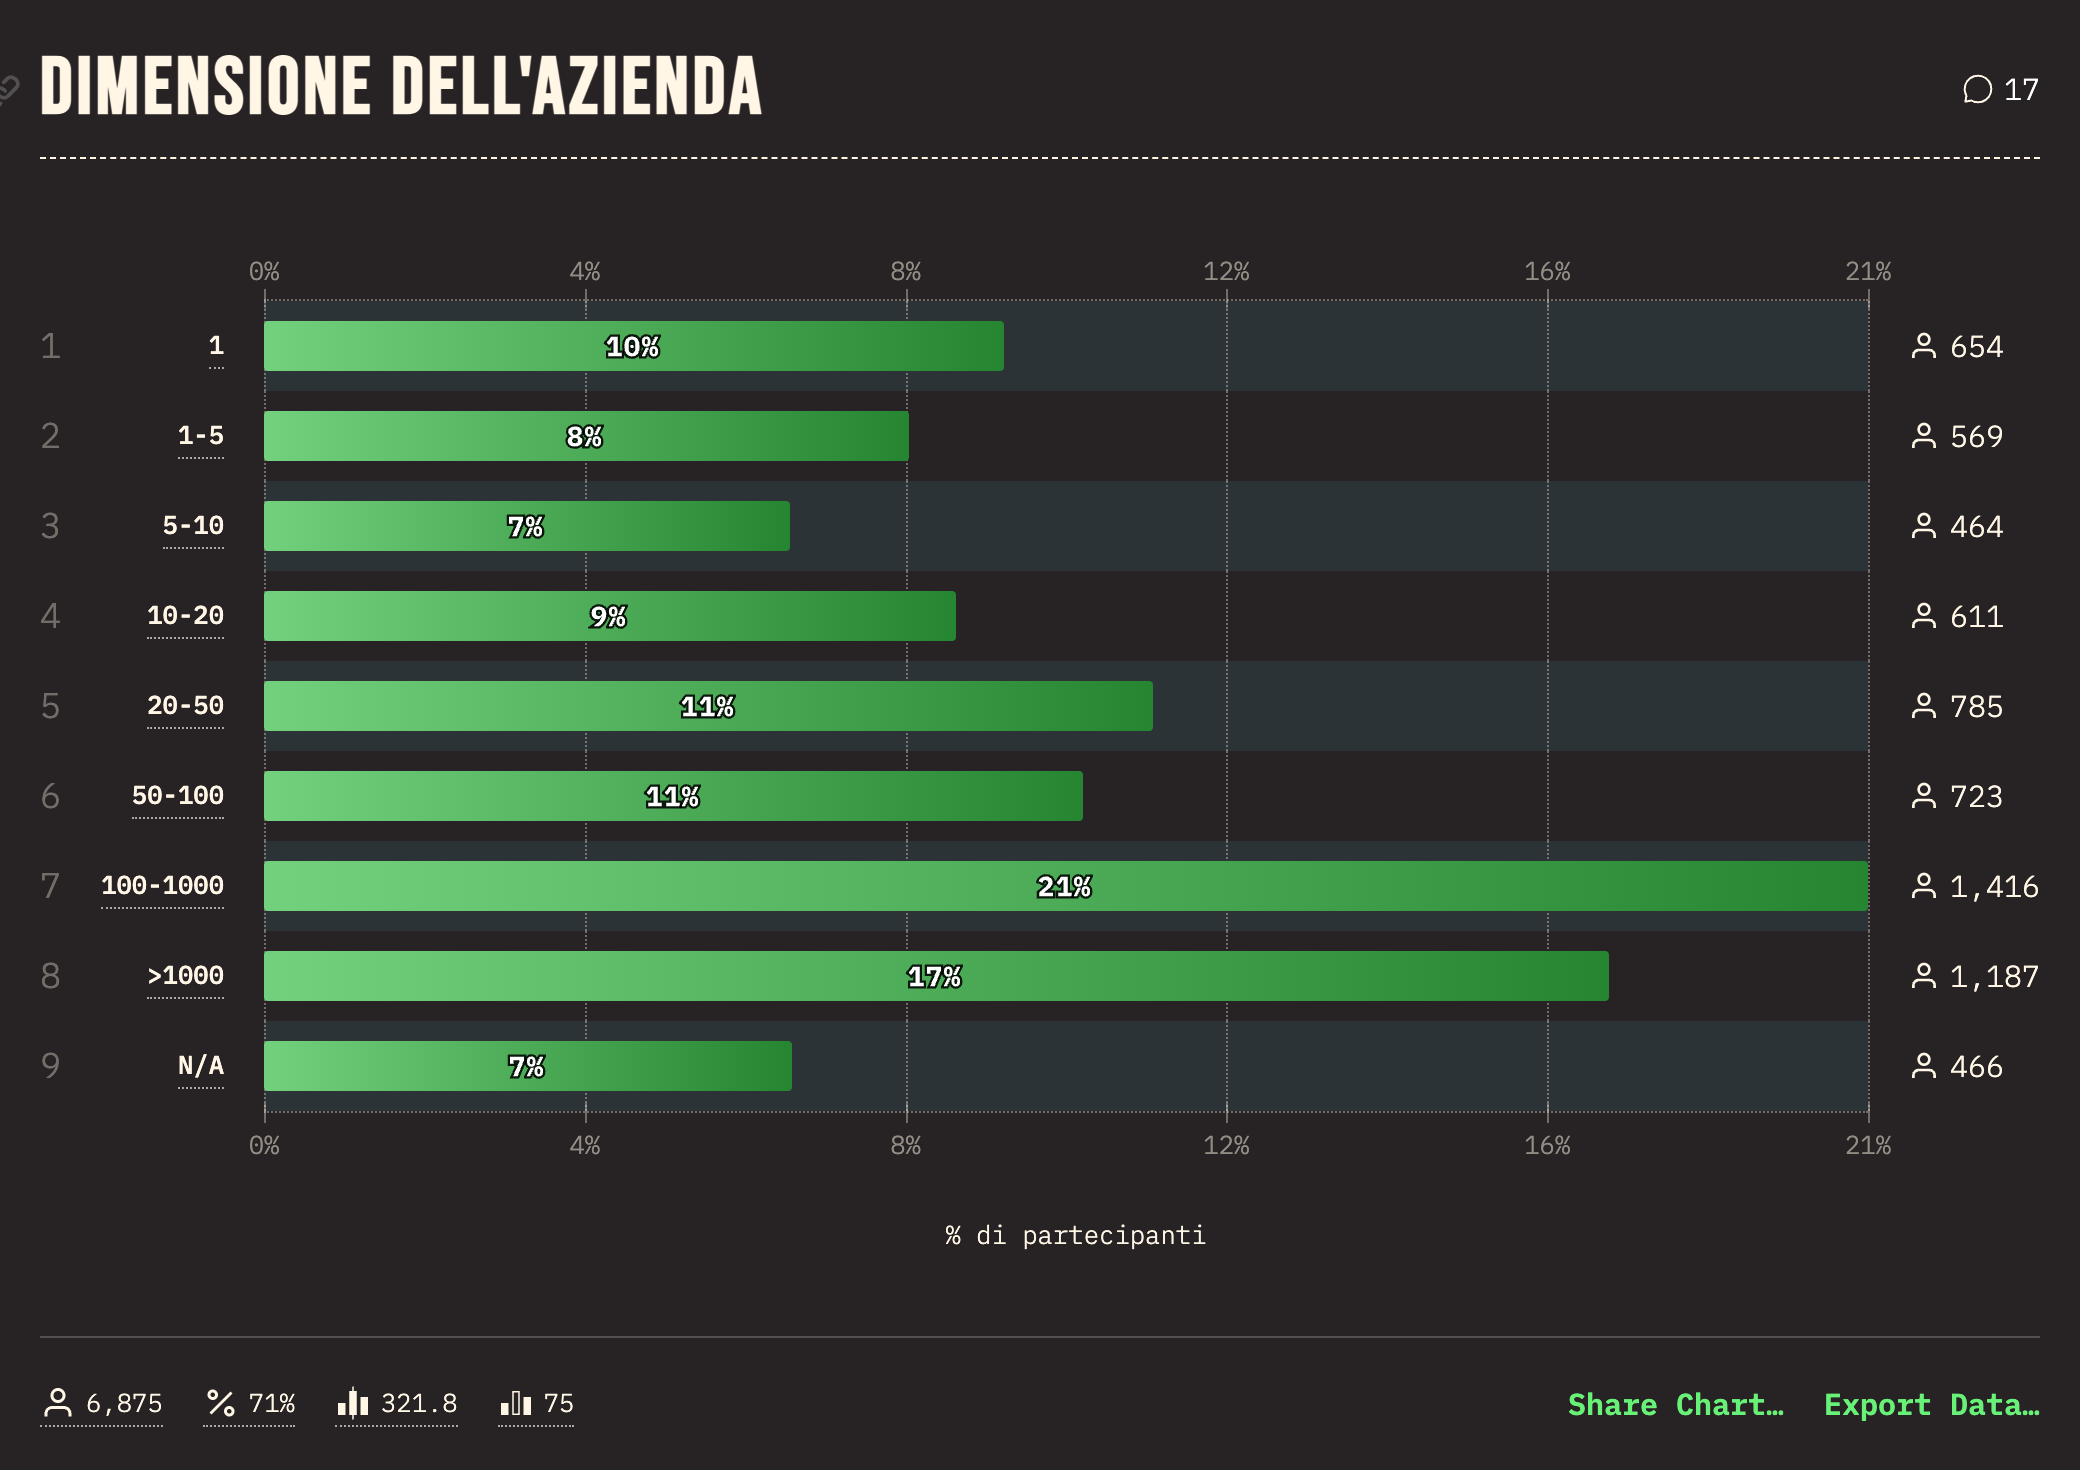 DIMENSIONE DELL'AZIENDA
17
0% 4% 8% 12% 16% 21%
1 1 10% 654
2 1-5 8% 569
3 5-10 7% 464
4 10-20 9% 611
5 20-50 11% 785
6 50-100 11% 723
7 100-1000 21% 1,416
8 >1000 17% 1,187
9 N/A 7% 466
0% 4% 8% 12% 16% 21%
% di partecipanti
6,875 71% 321.8 75 Share Chart… Export Data…